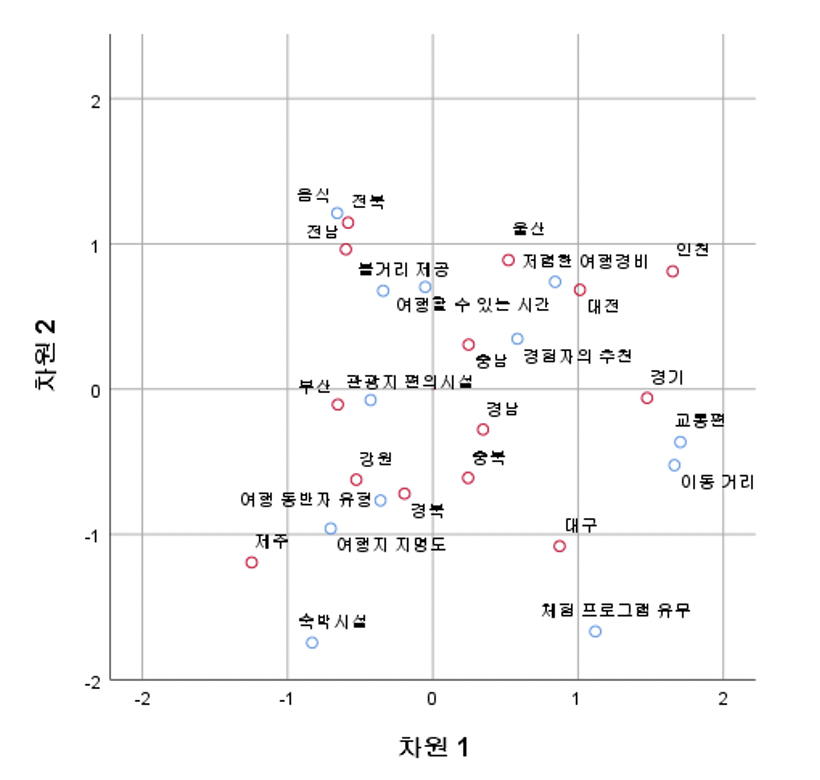 2
음식
전북
전남
울산
인천
1
볼거리 제공
저렴한 여행경비
여행할 수 있는 시간
대전
차원 2
충남
경험자의 추천
0
부산
관광지 편의시설
경기
경남
교통편
강원
충북
이동 거리
여행 동반자 유형
경북
-1
제주
여행지 지명도
대구
체험 프로그램 유무
숙박시설
-2
-2
-1
0
1
2
차원 1